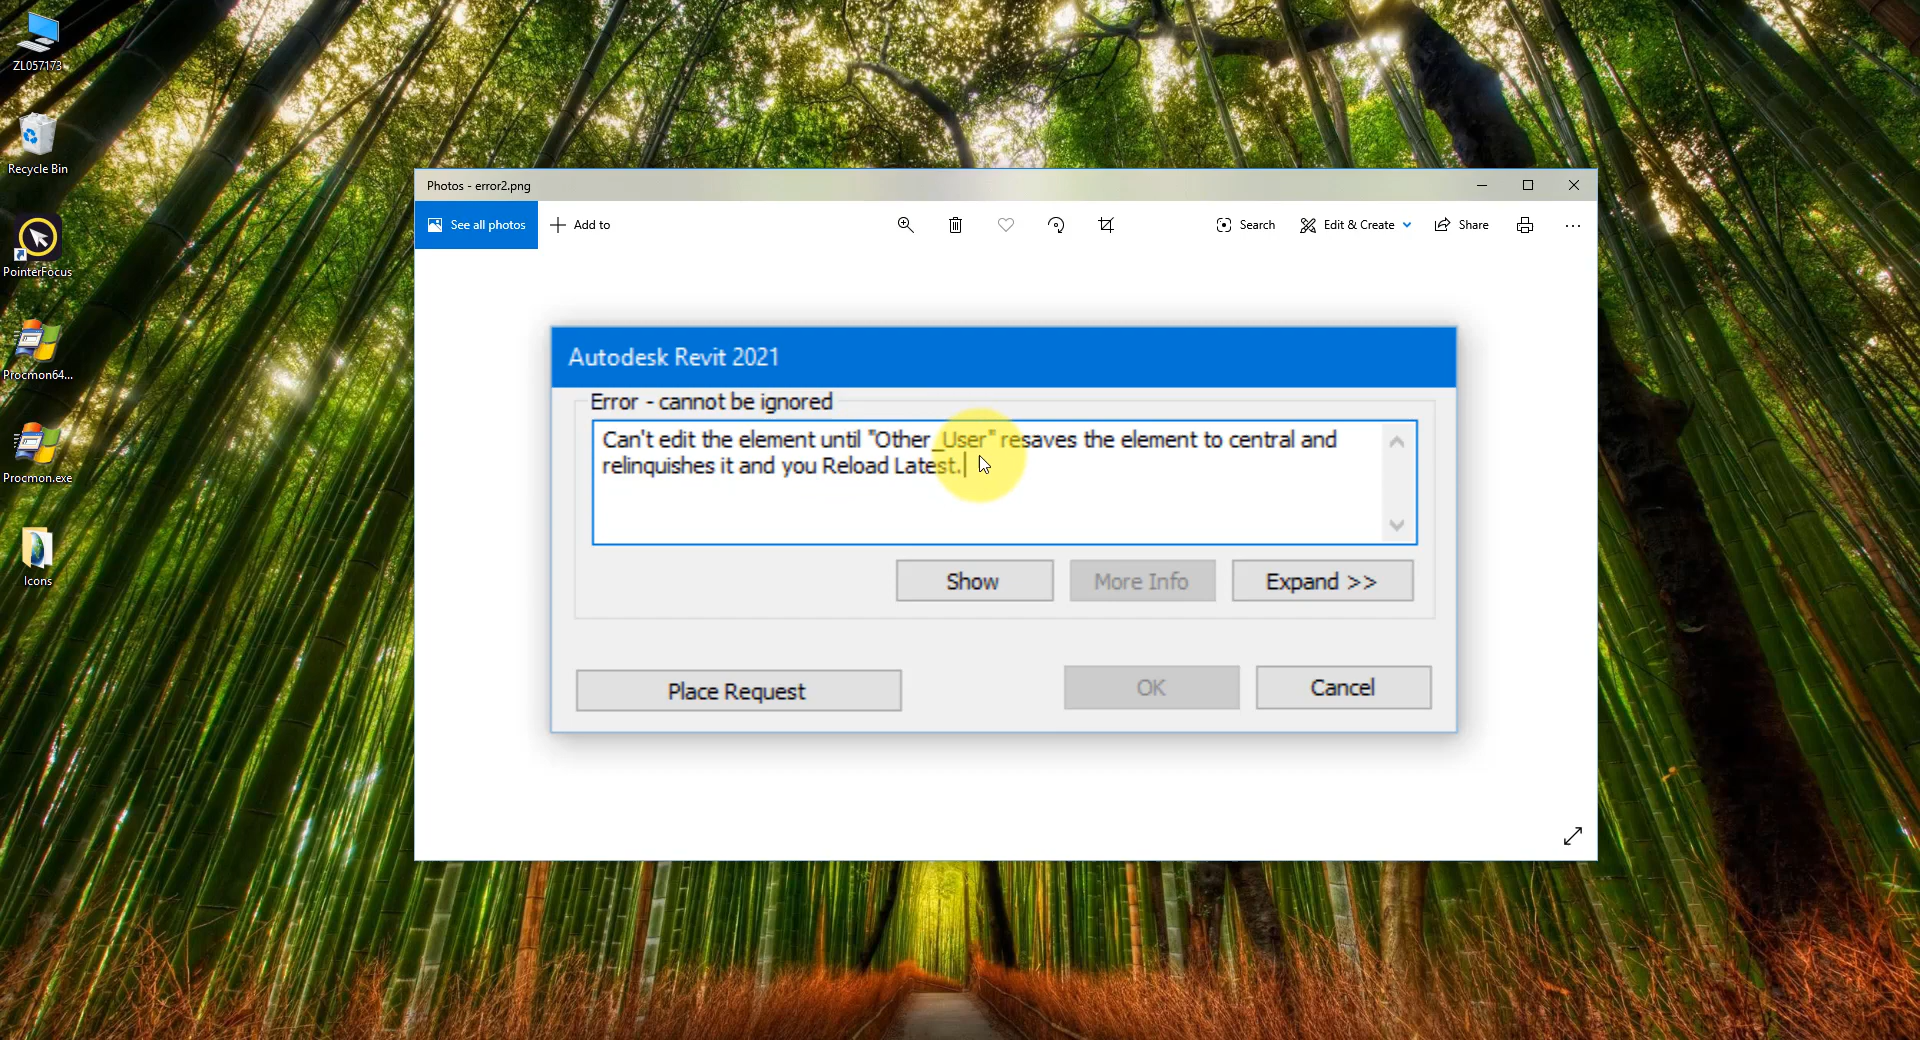 ZL057173
Recycle Bin
PointerFocus
Procmon64...
Procmon.exe
Icons
Photos - error2.png
See all photos
Add to
Search
Edit & Create
Share
Autodesk Revit 2021
Error - cannot be ignored
Can't edit the element until "Other_User" resaves the element to central and
relinquishes it and you Reload Latest.
Show
More Info
Expand >>
Place Request
OK
Cancel